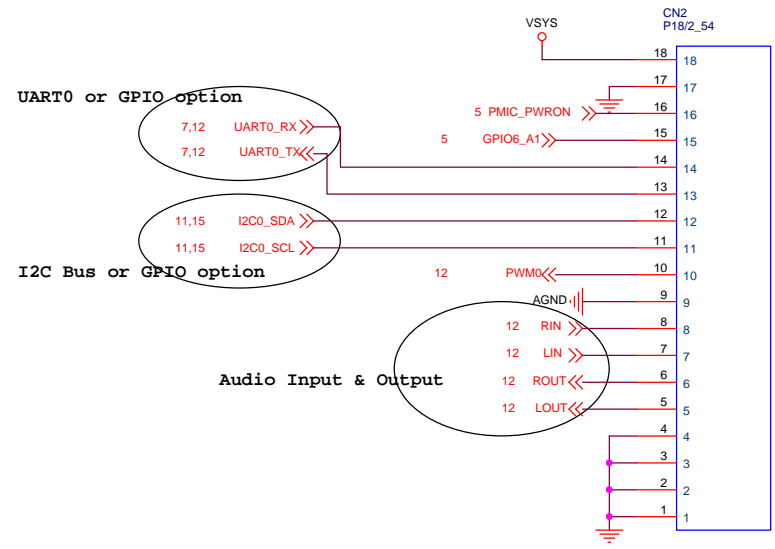 CN2
P18/2_54
VSYS
18 18
17 17
UART0 or GPIO option
5 PMIC_PWRON 16 16
7,12 UART0_RX 5 GPIO6_A1 15 15
7,12 UART0_TX 14 14
13 13
11,15 I2C0_SDA 12 12
11,15 I2C0_SCL 11 11
I2C Bus or GPIO option 12 PWM0 10 10
AGND 9 9
12 RIN 8 8
12 LIN 7 7
Audio Input & Output 12 ROUT 6 6
12 LOUT 5 5
4 4
3 3
2 2
1 1